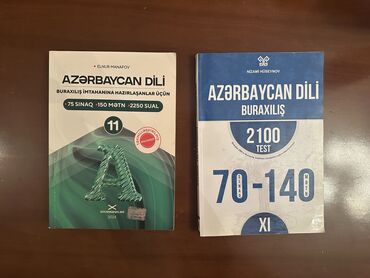 ELNUR MANAFOV
AZƏRBAYCAN DİLİ
BURAXILIŞ İMTAHANINA HAZIRLAŞANLAR ÜÇÜN
•75 SINAQ •150 MƏTN •2250 SUAL
11
NİZAMİ HÜSEYNOV
AZƏRBAYCAN DİLİ
BURAXILIŞ
2100
TEST
70-140
XI